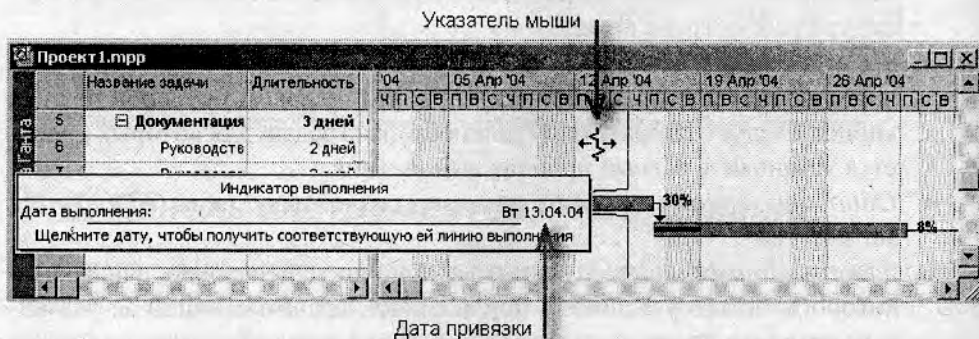 Указатель мыши
Проект1.mpp
Название задачи Длительность '04 05 Апр '04 12 Апр '04 19 Апр '04 26 Апр '04
Ч П С В П В С Ч П С В П С Ч П С В П В С Ч П С В П В С Ч П С В
5 Документация 3 дней
6 Руководств 2 дней
Индикатор выполнения
Дата выполнения: Вт 13.04.04
Щелкните дату, чтобы получить соответствующую ей линию выполнения
30%
8%
Дата привязки